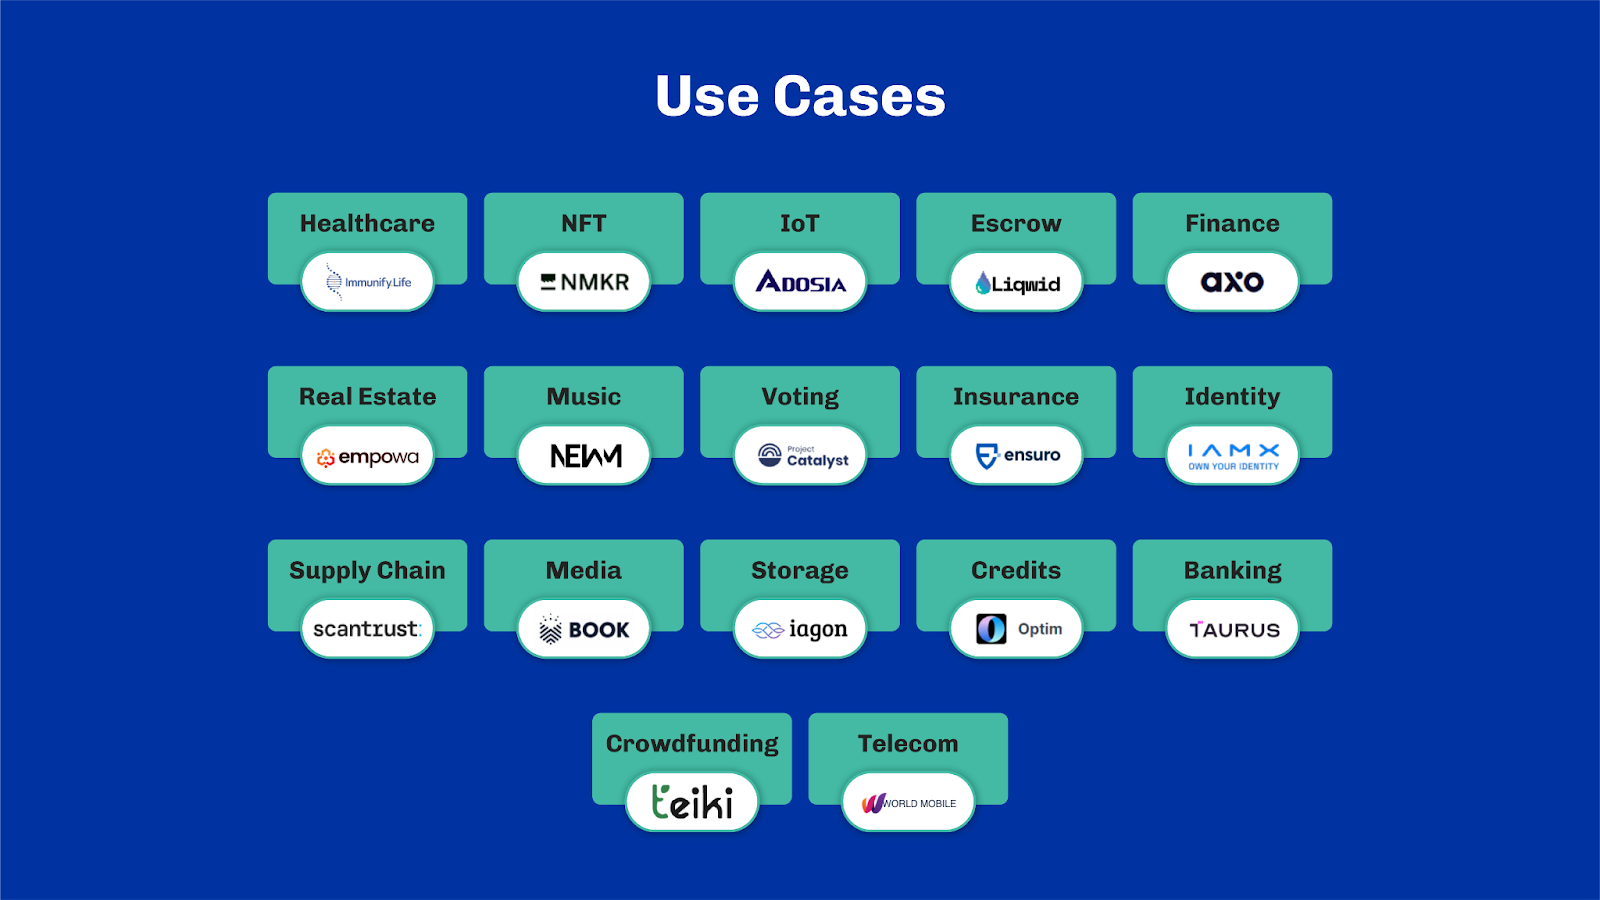 Use Cases
Healthcare
Immunify.Life
NFT
NMKR
IoT
ADOSIA
Escrow
Liqwid
Finance
axo
Real Estate
empowa
Music
NEWM
Voting
Project
Catalyst
Insurance
ensuro
Identity
IAMX
OWN YOUR IDENTITY
Supply Chain
scantrust:
Media
BOOK
Storage
iagon
Credits
Optim
Banking
TAURUS
Crowdfunding
teiki
Telecom
WORLD MOBILE